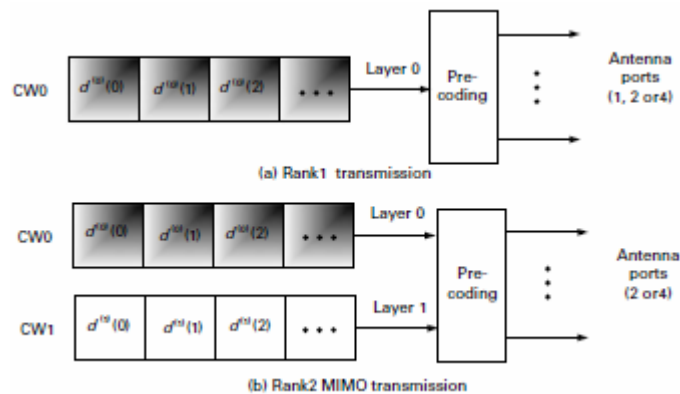 CW0 d⁽⁰⁾(0) d⁽⁰⁾(1) d⁽⁰⁾(2) • • • Layer 0 Pre-
coding Antenna
ports
(1, 2 or4)
(a) Rank1 transmission
CW0 d⁽⁰⁾(0) d⁽⁰⁾(1) d⁽⁰⁾(2) • • • Layer 0
Pre-
coding Antenna
ports
(2 or4)
CW1 d⁽¹⁾(0) d⁽¹⁾(1) d⁽¹⁾(2) • • • Layer 1
(b) Rank2 MIMO transmission